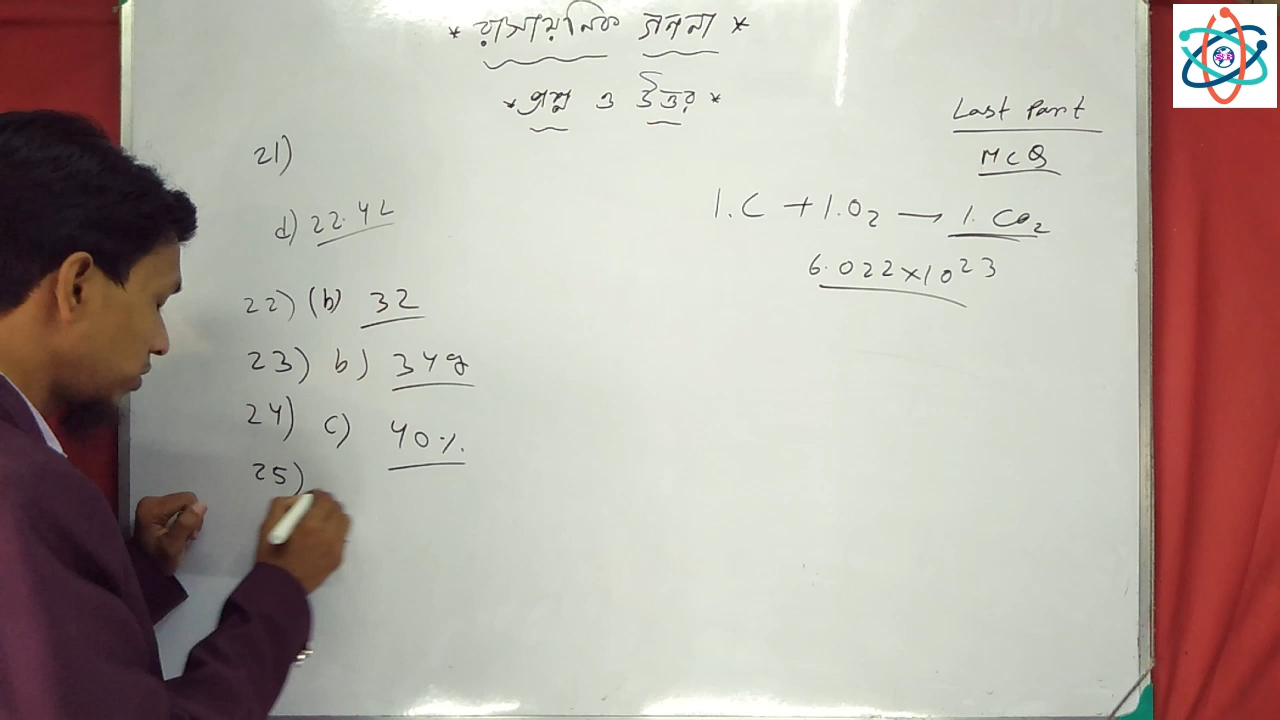 * রাসায়নিক গননা *
* প্রশ্ন ও উত্তর *
Last Part
MCQ
21)
d) 22.4L
1.C + 1.O₂ → 1.CO₂
6.022×10²³
22) (b) 32
23) b) 34g
24) c) 40%
25)